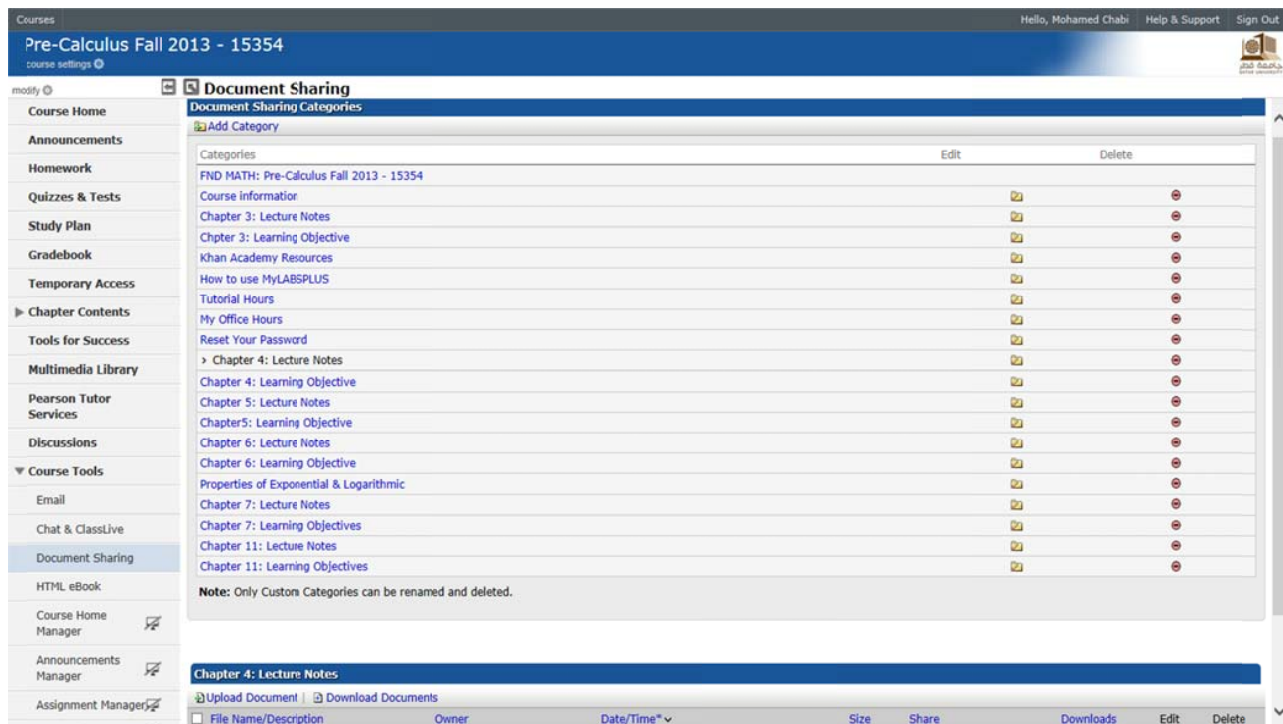 Courses
Hello, Mohamed Chabi Help & Support Sign Out
Pre-Calculus Fall 2013 - 15354
course settings
جامعة قطر
QATAR UNIVERSITY
modify
Course Home
Announcements
Homework
Quizzes & Tests
Study Plan
Gradebook
Temporary Access
Chapter Contents
Tools for Success
Multimedia Library
Pearson Tutor
Services
Discussions
Course Tools
Email
Chat & ClassLive
Document Sharing
HTML eBook
Course Home
Manager
Announcements
Manager
Assignment Manager
Document Sharing
Document Sharing Categories
Add Category
Categories Edit Delete
FND MATH: Pre-Calculus Fall 2013 - 15354
Course information
Chapter 3: Lecture Notes
Chpter 3: Learning Objective
Khan Academy Resources
How to use MyLABSPLUS
Tutorial Hours
My Office Hours
Reset Your Password
> Chapter 4: Lecture Notes
Chapter 4: Learning Objective
Chapter 5: Lecture Notes
Chapter5: Learning Objective
Chapter 6: Lecture Notes
Chapter 6: Learning Objective
Properties of Exponential & Logarithmic
Chapter 7: Lecture Notes
Chapter 7: Learning Objectives
Chapter 11: Lecture Notes
Chapter 11: Learning Objectives
Note: Only Custom Categories can be renamed and deleted.
Chapter 4: Lecture Notes
Upload Document | Download Documents
File Name/Description Owner Date/Time* Size Share Downloads Edit Delete